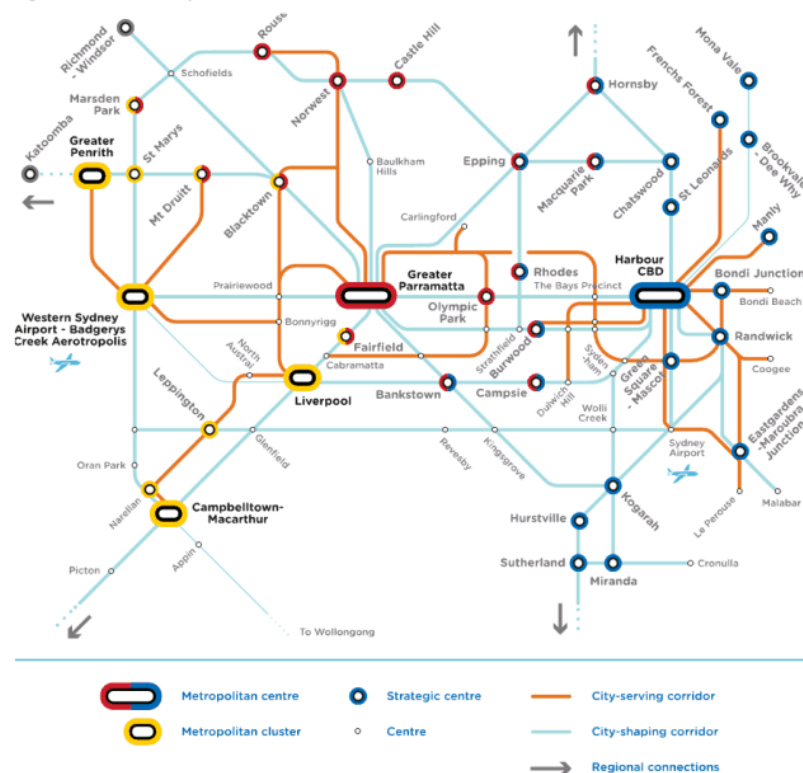 Richmond
- Windsor
Rouse
Schofields
Castle Hill
Norwest
Hornsby
Mona Vale
Frenchs Forest
Brookvale
- Dee Why
Marsden
Park
Katoomba
Greater
Penrith
St Marys
Mt Druitt
Blacktown
Baulkham
Hills
Epping
Macquarie
Park
Chatswood
St Leonards
Manly
Carlingford
Harbour
CBD
Bondi Junction
Prairiewood
Greater
Parramatta
Rhodes
The Bays Precinct
Olympic
Park
Bondi Beach
Western Sydney
Airport - Badgerys
Creek Aerotropolis
Bonnyrigg
Fairfield
Cabramatta
Strathfield
Burwood
Syden
-ham
Randwick
North
Austral
Liverpool
Bankstown
Campsie
Dulwich
Hill
Green
Square
- Mascot
Coogee
Leppington
Wolli
Creek
Eastgardens
-Maroubra
Junction
Oran Park
Glenfield
Revesby
Kingsgrove
Sydney
Airport
Narellan
Campbelltown-
Macarthur
Kogarah
Le Perouse
Malabar
Hurstville
Picton
Appin
Sutherland
Miranda
Cronulla
To Wollongong
Metropolitan centre
Strategic centre
City-serving corridor
Metropolitan cluster
Centre
City-shaping corridor
Regional connections